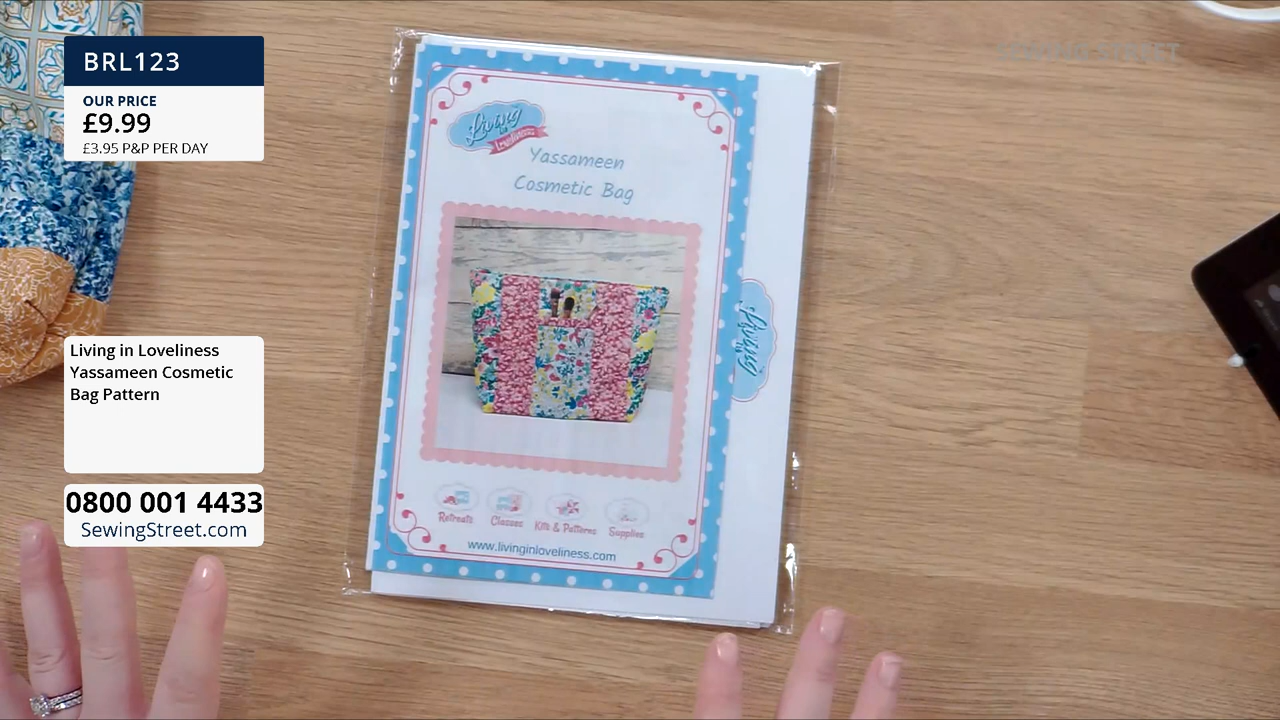 BRL123
OUR PRICE
£9.99
£3.95 P&P PER DAY
Living in Loveliness
Yassameen Cosmetic
Bag Pattern
0800 001 4433
SewingStreet.com
SEWING STREET
Living
in
Loveliness
Yassameen
Cosmetic Bag
Retreats
Classes
Kits & Patterns
Supplies
www.livinginloveliness.com
Living